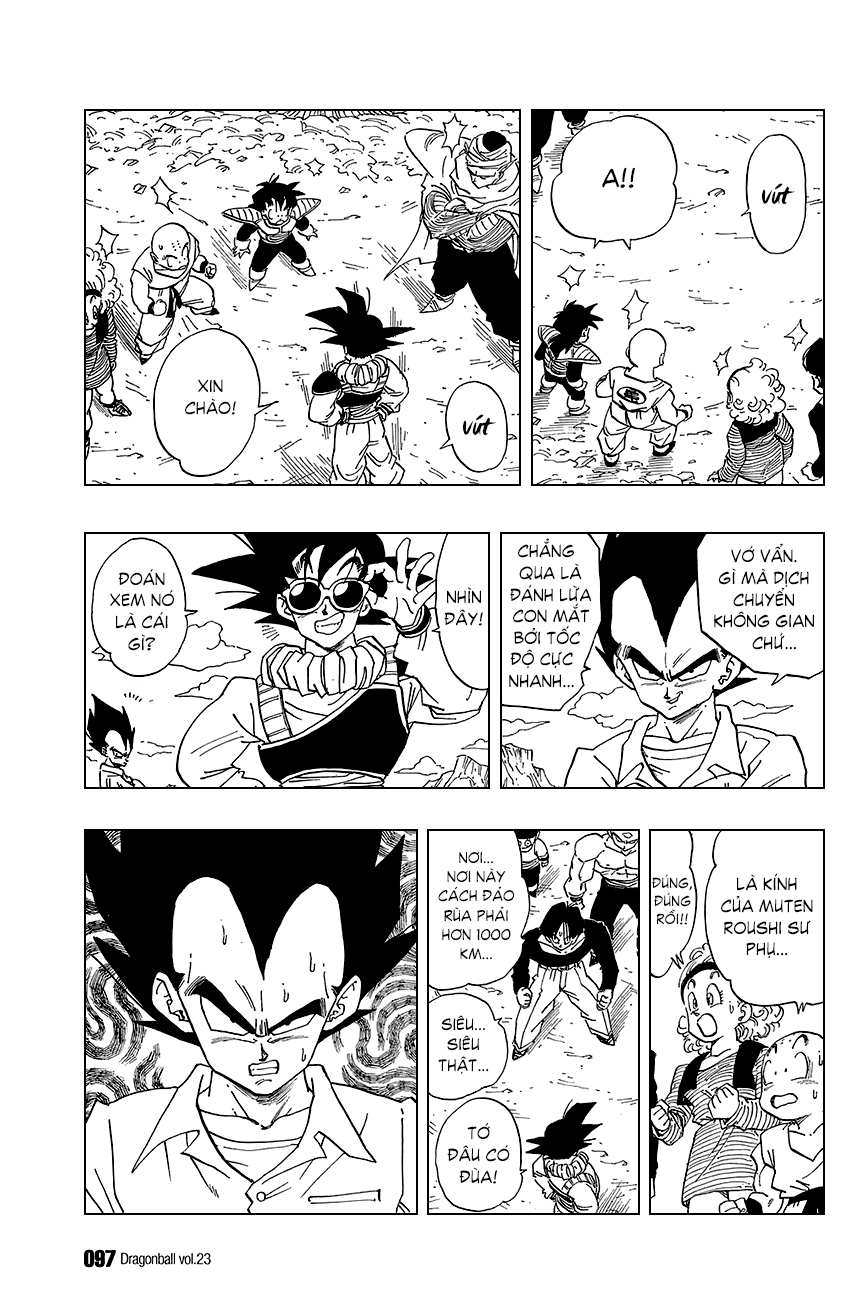 A!!
vút
XIN
CHÀO!
vút
VỚ VẨN.
GÌ MÀ DỊCH
CHUYỂN
KHÔNG GIAN
CHỨ...
CHẲNG
QUA LÀ
ĐÁNH LỪA
CON MẮT
BỞI TỐC
ĐỘ CỰC
NHANH...
NHÌN
ĐÂY!
ĐOÁN
XEM NÓ
LÀ CÁI
GÌ?
LÀ KÍNH
CỦA MUTEN
ROUSHI SƯ
PHỤ...
ĐÚNG,
ĐÚNG
RỒI!!
NƠI...
NƠI NÀY
CÁCH ĐẢO
RÙA PHẢI
HƠN 1000
KM...
SIÊU...
SIÊU
THẬT...
TỚ
ĐÂU CÓ
ĐÙA!
097 Dragonball vol.23